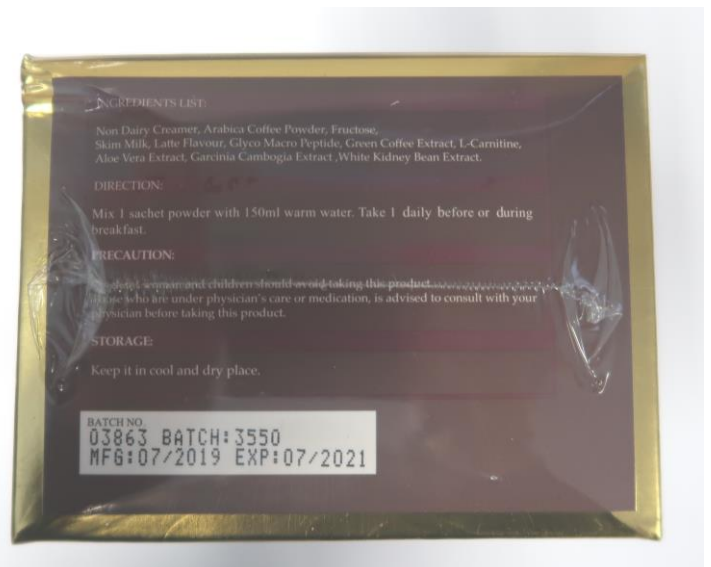 INGREDIENTS LIST:
Non Dairy Creamer, Arabica Coffee Powder, Fructose,
Skim Milk, Latte Flavour, Glyco Macro Peptide, Green Coffee Extract, L-Carnitine,
Aloe Vera Extract, Garcinia Cambogia Extract ,White Kidney Bean Extract.
DIRECTION:
Mix 1 sachet powder with 150ml warm water. Take 1 daily before or during
breakfast.
PRECAUTION:
woman and children should avoid taking this product
those who are under physician's care or medication, is advised to consult with your
physician before taking this product.
STORAGE:
Keep it in cool and dry place.
BATCH NO.
03863 BATCH:3550
MFG:07/2019 EXP:07/2021